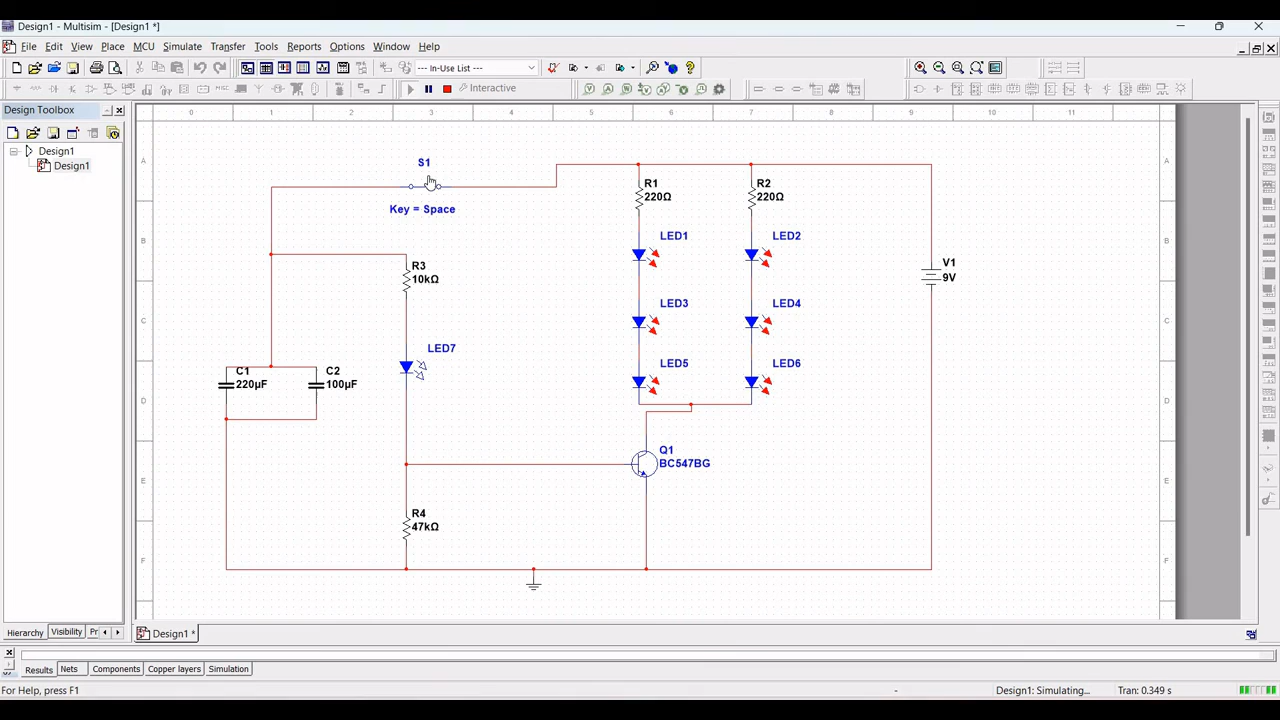 Design1 - Multisim - [Design1 *]
File Edit View Place MCU Simulate Transfer Tools Reports Options Window Help
--- In-Use List ---
Interactive
Design Toolbox
Design1
Design1
0 1 2 3 4 5 6 7 8 9 10 11
A
B
C
D
E
F
A
B
C
D
E
F
S1
Key = Space
R1
220Ω
R2
220Ω
LED1
LED2
R3
10kΩ
V1
9V
LED3
LED4
LED7
LED5
LED6
C1
220µF
C2
100µF
Q1
BC547BG
R4
47kΩ
Hierarchy Visibility Pr
Design1 *
Results Nets Components Copper layers Simulation
For Help, press F1
-
Design1: Simulating...
Tran: 0.349 s